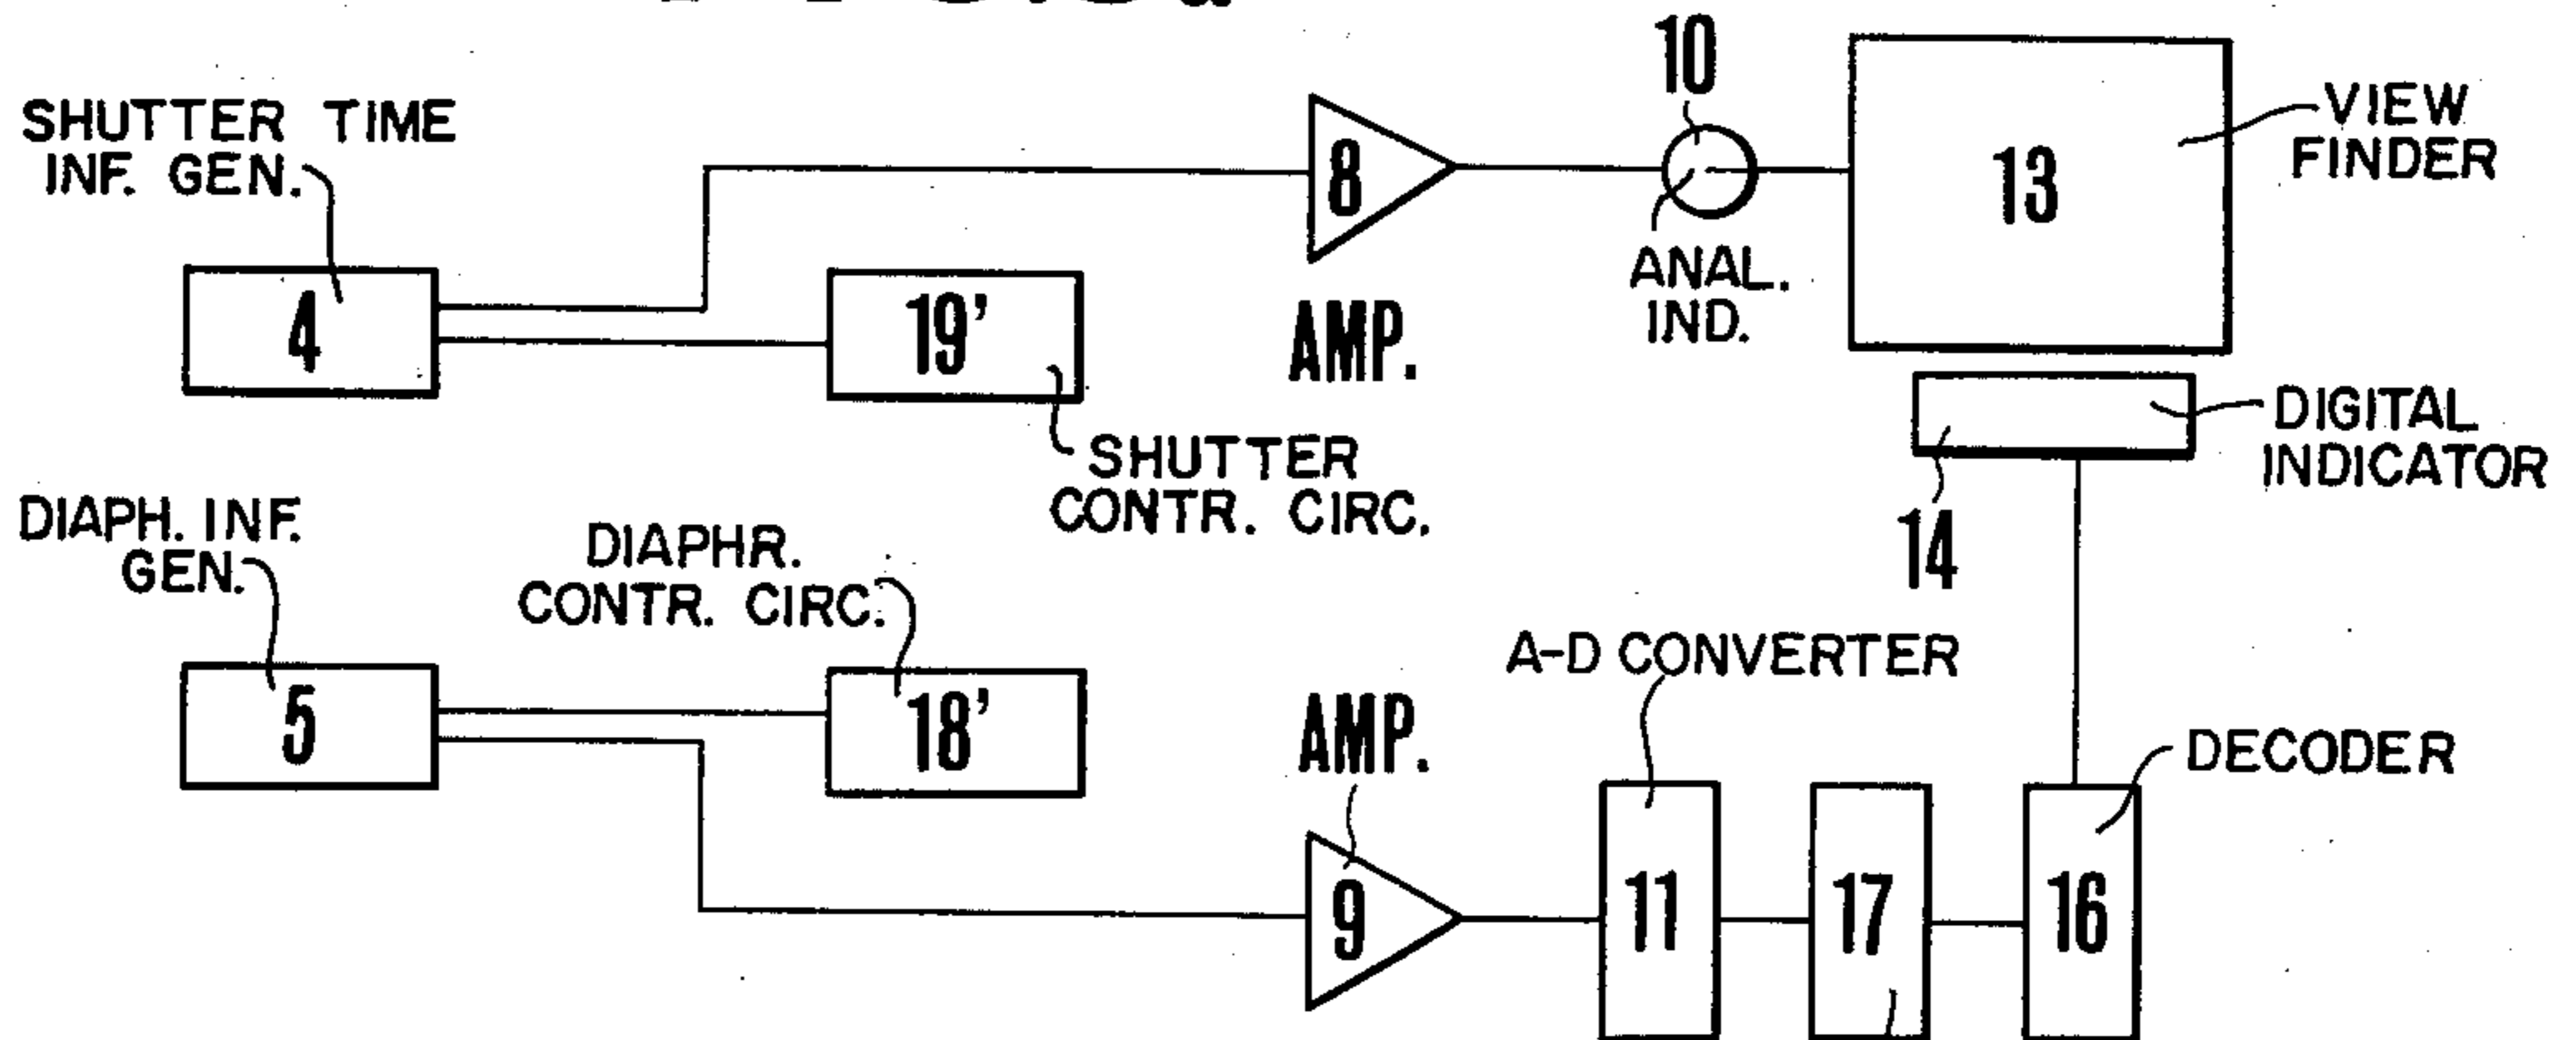 10
SHUTTER TIME
INF. GEN.
VIEW
FINDER
8
13
4
19'
ANAL.
IND.
AMP.
DIGITAL
INDICATOR
SHUTTER
CONTR. CIRC.
14
DIAPH. INF.
GEN.
DIAPHR.
CONTR. CIRC.
A-D CONVERTER
5
18'
AMP.
DECODER
9
11
17
16